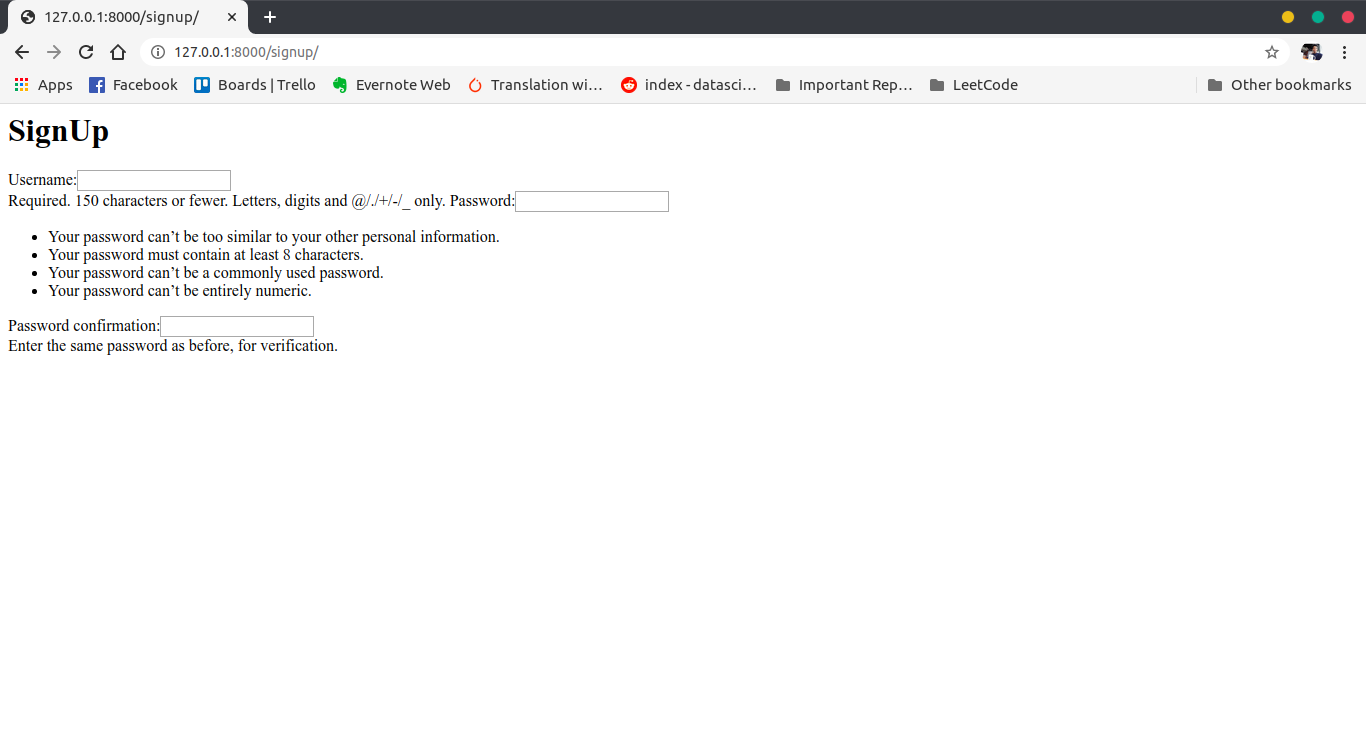 127.0.0.1:8000/signup/
127.0.0.1:8000/signup/
Apps Facebook Boards | Trello Evernote Web Translation wi... index - datasci... Important Rep... LeetCode Other bookmarks
SignUp
Username:
Required. 150 characters or fewer. Letters, digits and @/./+/-/_ only. Password:
• Your password can’t be too similar to your other personal information.
• Your password must contain at least 8 characters.
• Your password can’t be a commonly used password.
• Your password can’t be entirely numeric.
Password confirmation:
Enter the same password as before, for verification.